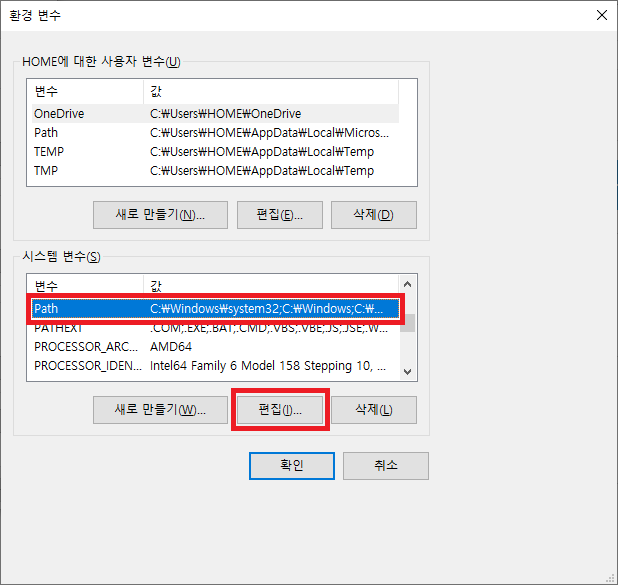 환경 변수
HOME에 대한 사용자 변수(U)
변수 값
OneDrive C:₩Users₩HOME₩OneDrive
Path C:₩Users₩HOME₩AppData₩Local₩Micros...
TEMP C:₩Users₩HOME₩AppData₩Local₩Temp
TMP C:₩Users₩HOME₩AppData₩Local₩Temp
새로 만들기(N)... 편집(E)... 삭제(D)
시스템 변수(S)
변수 값
Path C:₩Windows₩system32;C:₩Windows;C:₩...
PATHEXT .COM;.EXE;.BAT;.CMD;.VBS;.VBE;.JS;.JSE;.W...
PROCESSOR_ARC... AMD64
PROCESSOR_IDEN... Intel64 Family 6 Model 158 Stepping 10, ...
새로 만들기(W)... 편집(I)... 삭제(L)
확인 취소